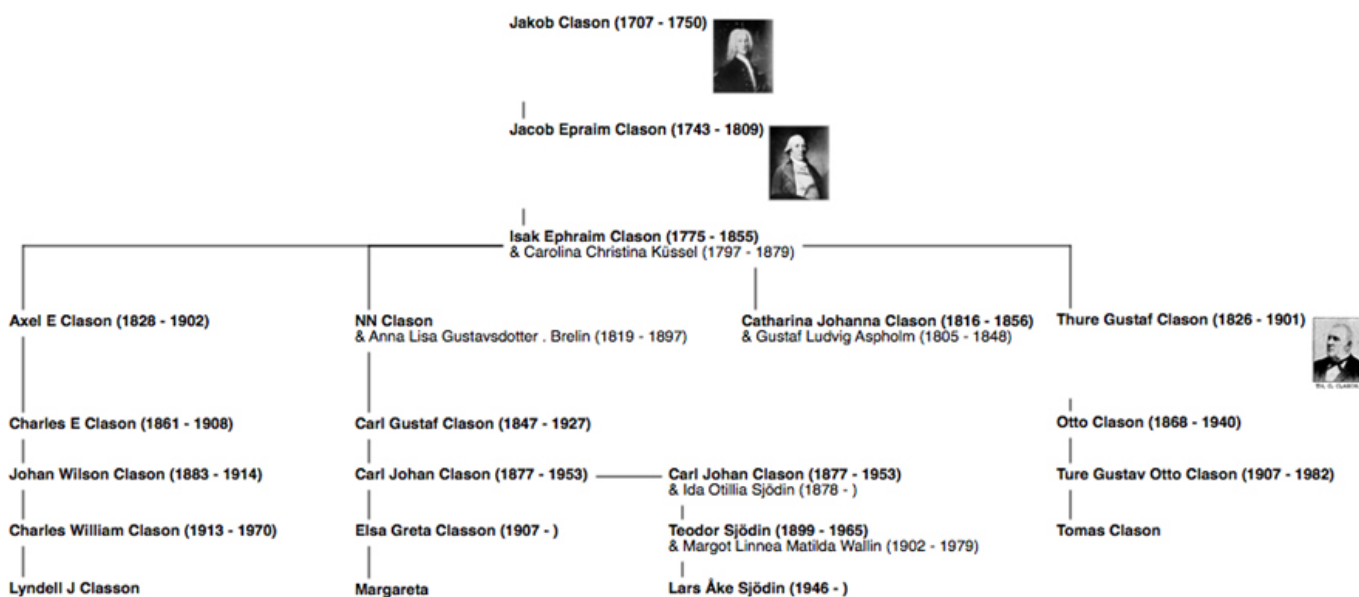 Jakob Clason (1707 - 1750)
Jacob Epraim Clason (1743 - 1809)
Isak Ephraim Clason (1775 - 1855)
& Carolina Christina Küssel (1797 - 1879)
Axel E Clason (1828 - 1902)
NN Clason
& Anna Lisa Gustavsdotter . Brelin (1819 - 1897)
Catharina Johanna Clason (1816 - 1856)
& Gustaf Ludvig Aspholm (1805 - 1848)
Thure Gustaf Clason (1826 - 1901)
TH. G. CLASON
Charles E Clason (1861 - 1908)
Carl Gustaf Clason (1847 - 1927)
Otto Clason (1868 - 1940)
Johan Wilson Clason (1883 - 1914)
Carl Johan Clason (1877 - 1953)
Carl Johan Clason (1877 - 1953)
& Ida Otillia Sjödin (1878 - )
Ture Gustav Otto Clason (1907 - 1982)
Charles William Clason (1913 - 1970)
Elsa Greta Classon (1907 - )
Teodor Sjödin (1899 - 1965)
& Margot Linnea Matilda Wallin (1902 - 1979)
Tomas Clason
Lyndell J Classon
Margareta
Lars Åke Sjödin (1946 - )